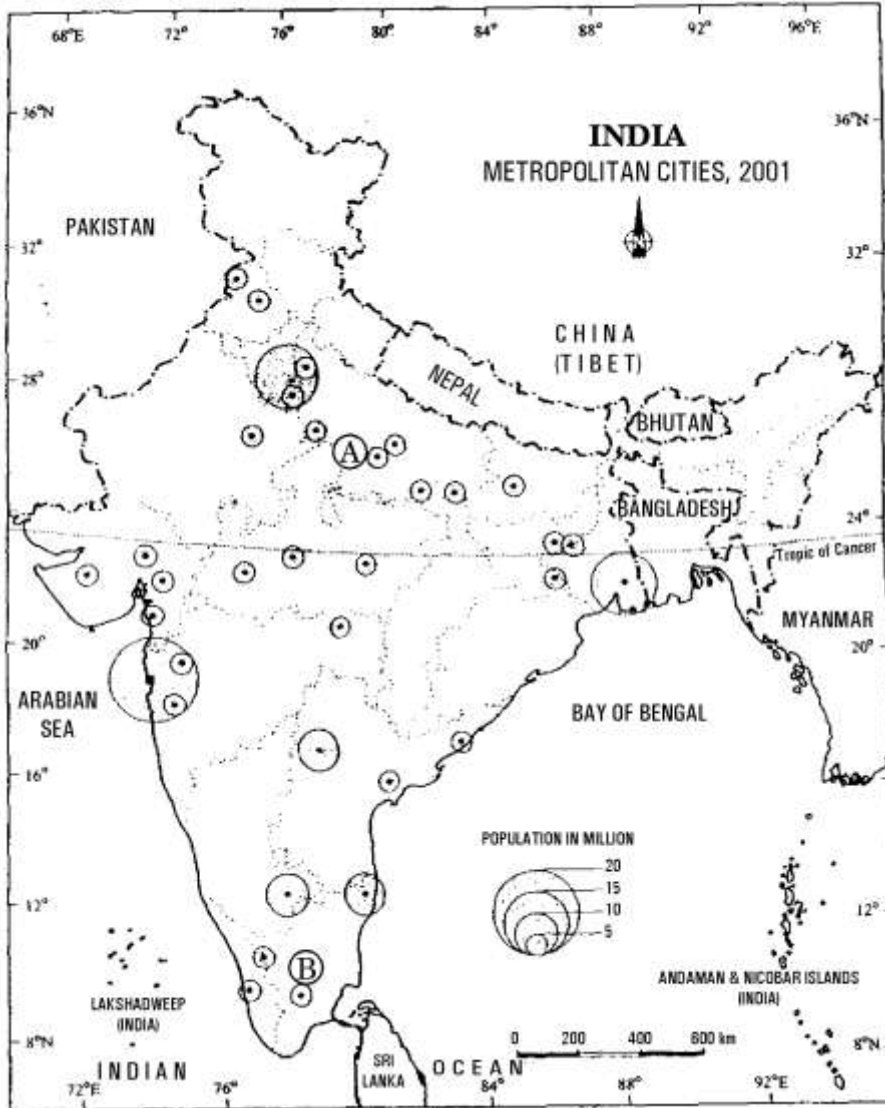 68°E 72° 76° 80° 84° 88° 92° 96°E
36°N 36°N
INDIA
METROPOLITAN CITIES, 2001
N
PAKISTAN
32° 32°
CHINA
(TIBET)
28°
NEPAL
BHUTAN
A
BANGLADESH
24°
Tropic of Cancer
MYANMAR
20° 20°
ARABIAN
SEA
BAY OF BENGAL
16°
POPULATION IN MILLION
20
15
10
5
12° 12°
B
ANDAMAN & NICOBAR ISLANDS
(INDIA)
LAKSHADWEEP
(INDIA)
0 200 400 600 km
8°N 8°N
INDIAN
SRI
LANKA
OCEAN
72°E 76° 84° 88° 92°E